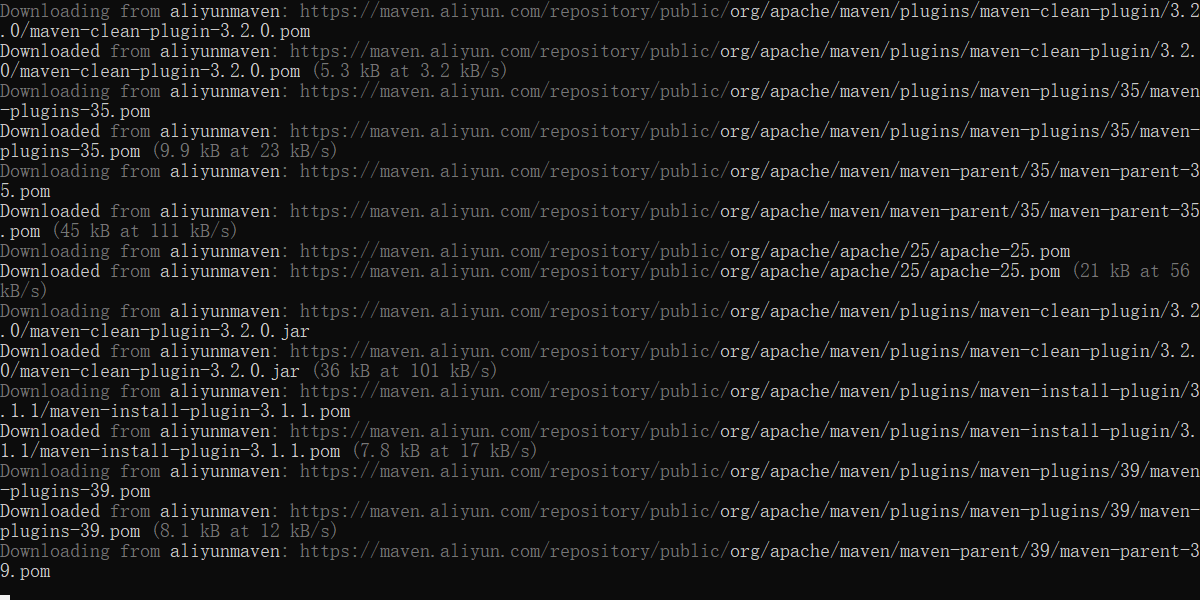 Downloading from aliyunmaven: https://maven.aliyun.com/repository/public/org/apache/maven/plugins/maven-clean-plugin/3.2
.0/maven-clean-plugin-3.2.0.pom
Downloaded from aliyunmaven: https://maven.aliyun.com/repository/public/org/apache/maven/plugins/maven-clean-plugin/3.2.
0/maven-clean-plugin-3.2.0.pom (5.3 kB at 3.2 kB/s)
Downloading from aliyunmaven: https://maven.aliyun.com/repository/public/org/apache/maven/plugins/maven-plugins/35/maven
-plugins-35.pom
Downloaded from aliyunmaven: https://maven.aliyun.com/repository/public/org/apache/maven/plugins/maven-plugins/35/maven-
plugins-35.pom (9.9 kB at 23 kB/s)
Downloading from aliyunmaven: https://maven.aliyun.com/repository/public/org/apache/maven/maven-parent/35/maven-parent-3
5.pom
Downloaded from aliyunmaven: https://maven.aliyun.com/repository/public/org/apache/maven/maven-parent/35/maven-parent-35
.pom (45 kB at 111 kB/s)
Downloading from aliyunmaven: https://maven.aliyun.com/repository/public/org/apache/apache/25/apache-25.pom
Downloaded from aliyunmaven: https://maven.aliyun.com/repository/public/org/apache/apache/25/apache-25.pom (21 kB at 56
kB/s)
Downloading from aliyunmaven: https://maven.aliyun.com/repository/public/org/apache/maven/plugins/maven-clean-plugin/3.2
.0/maven-clean-plugin-3.2.0.jar
Downloaded from aliyunmaven: https://maven.aliyun.com/repository/public/org/apache/maven/plugins/maven-clean-plugin/3.2.
0/maven-clean-plugin-3.2.0.jar (36 kB at 101 kB/s)
Downloading from aliyunmaven: https://maven.aliyun.com/repository/public/org/apache/maven/plugins/maven-install-plugin/3
.1.1/maven-install-plugin-3.1.1.pom
Downloaded from aliyunmaven: https://maven.aliyun.com/repository/public/org/apache/maven/plugins/maven-install-plugin/3.
1.1/maven-install-plugin-3.1.1.pom (7.8 kB at 17 kB/s)
Downloading from aliyunmaven: https://maven.aliyun.com/repository/public/org/apache/maven/plugins/maven-plugins/39/maven
-plugins-39.pom
Downloaded from aliyunmaven: https://maven.aliyun.com/repository/public/org/apache/maven/plugins/maven-plugins/39/maven-
plugins-39.pom (8.1 kB at 12 kB/s)
Downloading from aliyunmaven: https://maven.aliyun.com/repository/public/org/apache/maven/maven-parent/39/maven-parent-3
9.pom